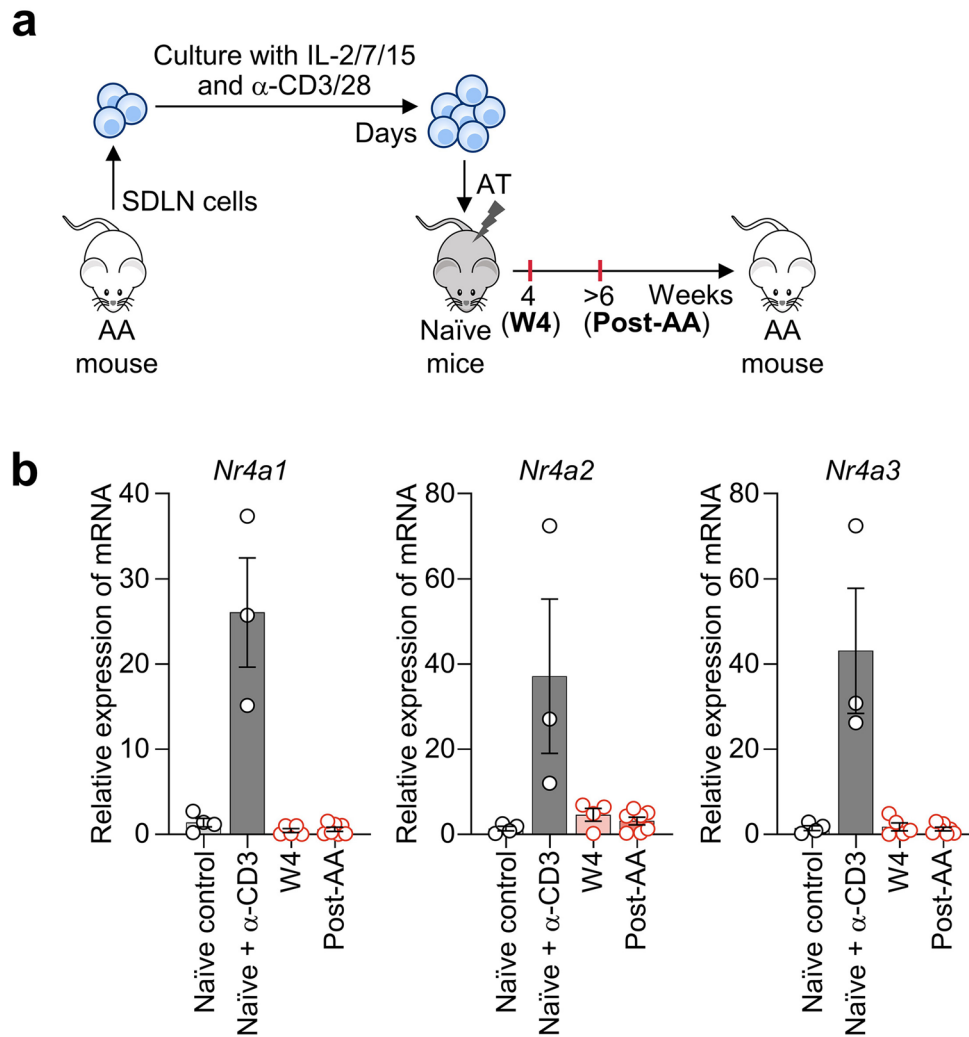 a
Culture with IL-2/7/15
and α-CD3/28
Days
SDLN cells
AT
AA
mouse
Naïve
mice
4
(W4)
>6
(Post-AA)
Weeks
AA
mouse
b
Nr4a1
Relative expression of mRNA
40
30
20
10
0
Naïve control
Naïve + α-CD3
W4
Post-AA
Nr4a2
Relative expression of mRNA
80
60
40
20
0
Naïve control
Naïve + α-CD3
W4
Post-AA
Nr4a3
Relative expression of mRNA
80
60
40
20
0
Naïve control
Naïve + α-CD3
W4
Post-AA